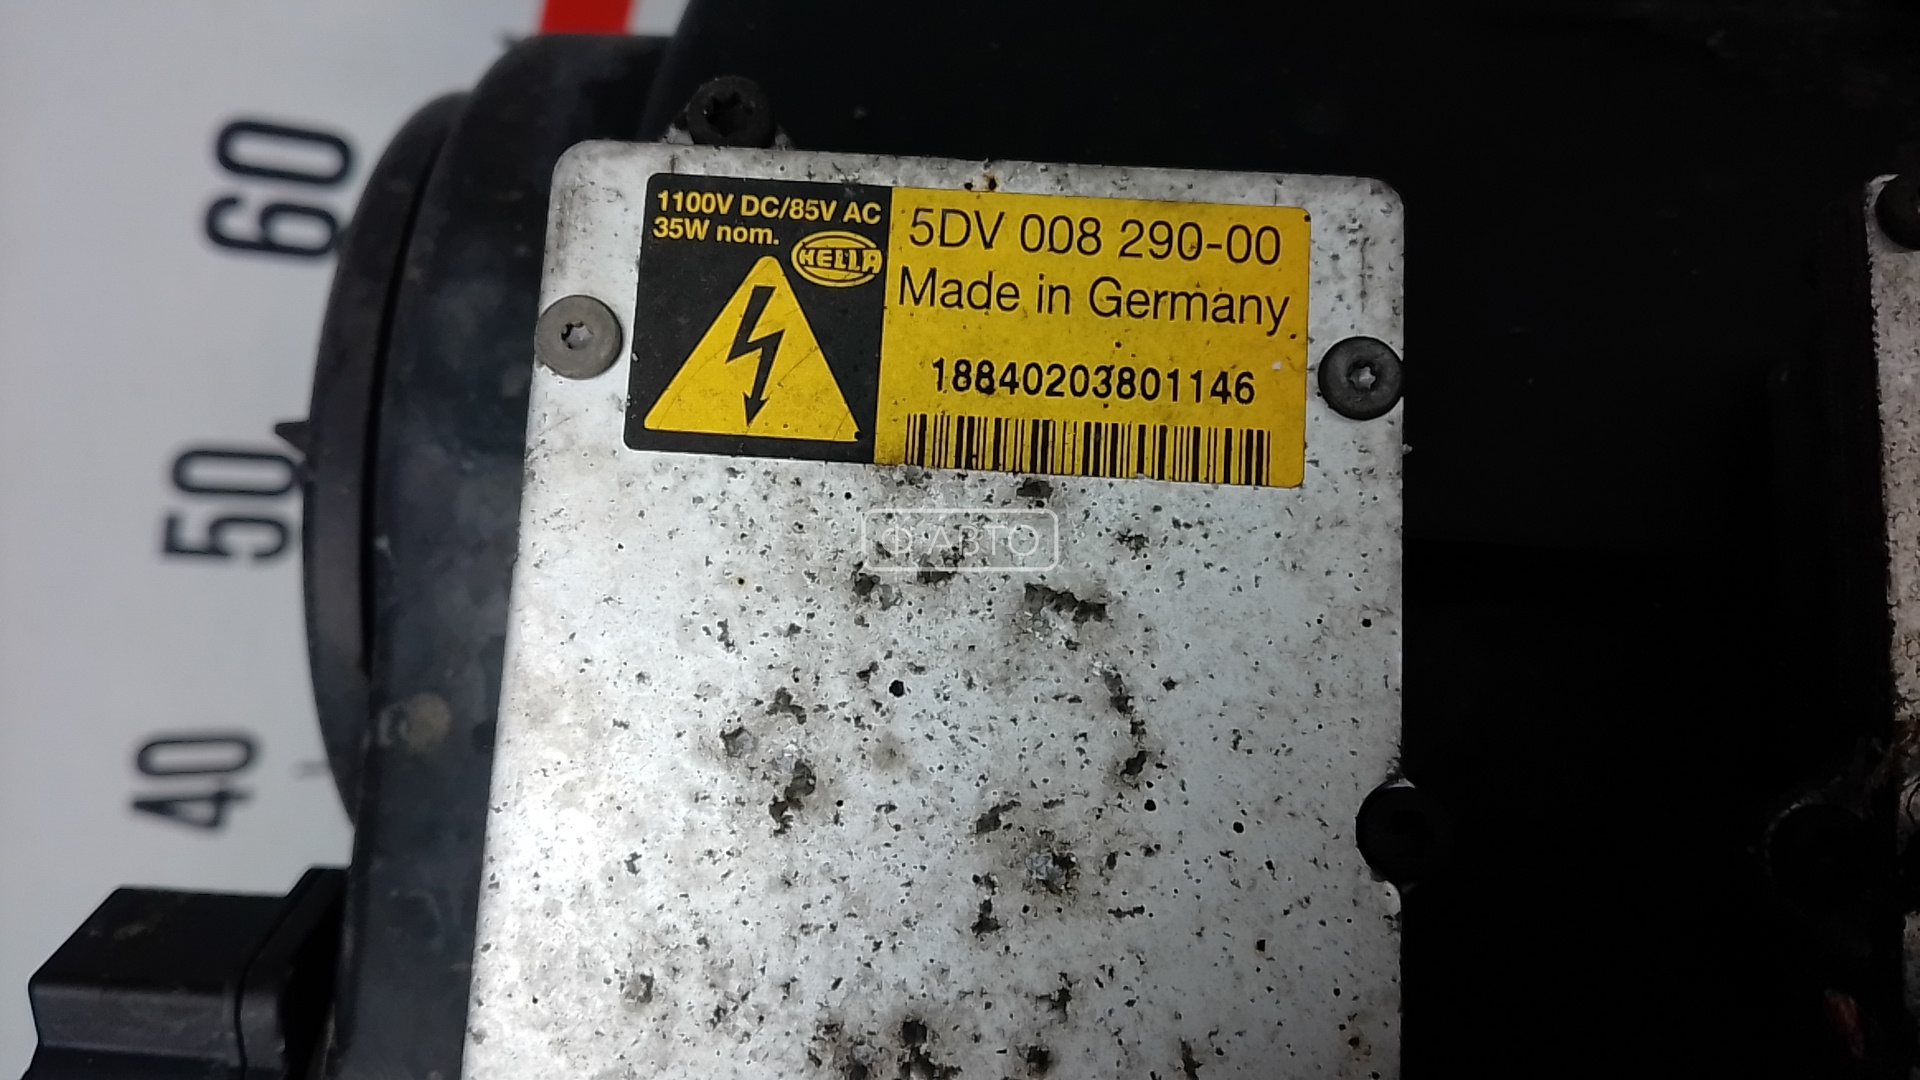 1100V DC/85V AC
35W nom.
HELLA
5DV 008 290-00
Made in Germany
18840203801146
Ф АВТО
60
50
40